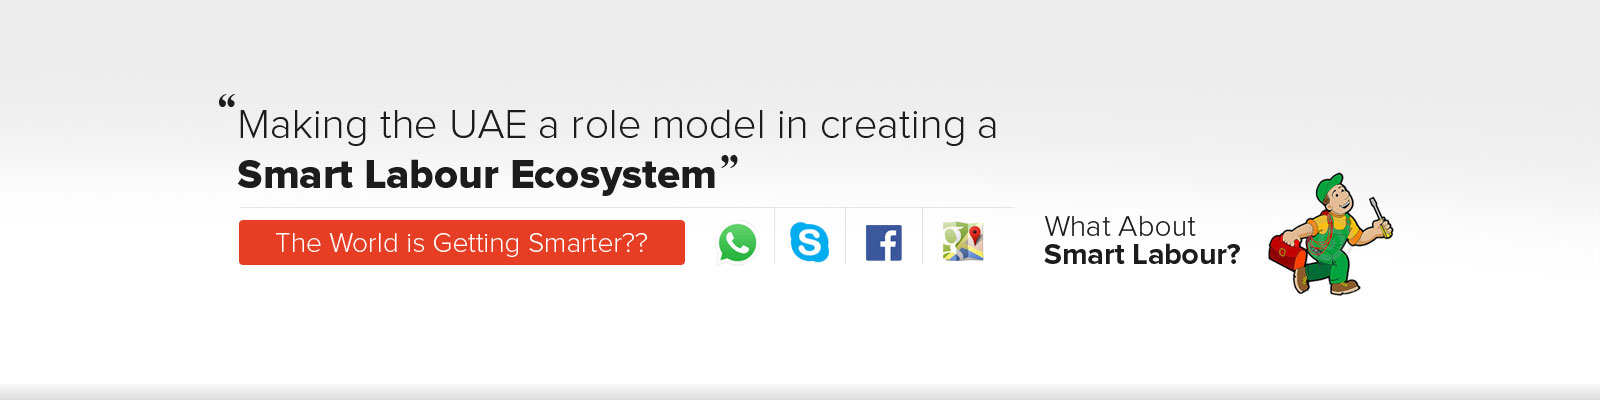 “Making the UAE a role model in creating a
Smart Labour Ecosystem”
The World is Getting Smarter??
What About
Smart Labour?